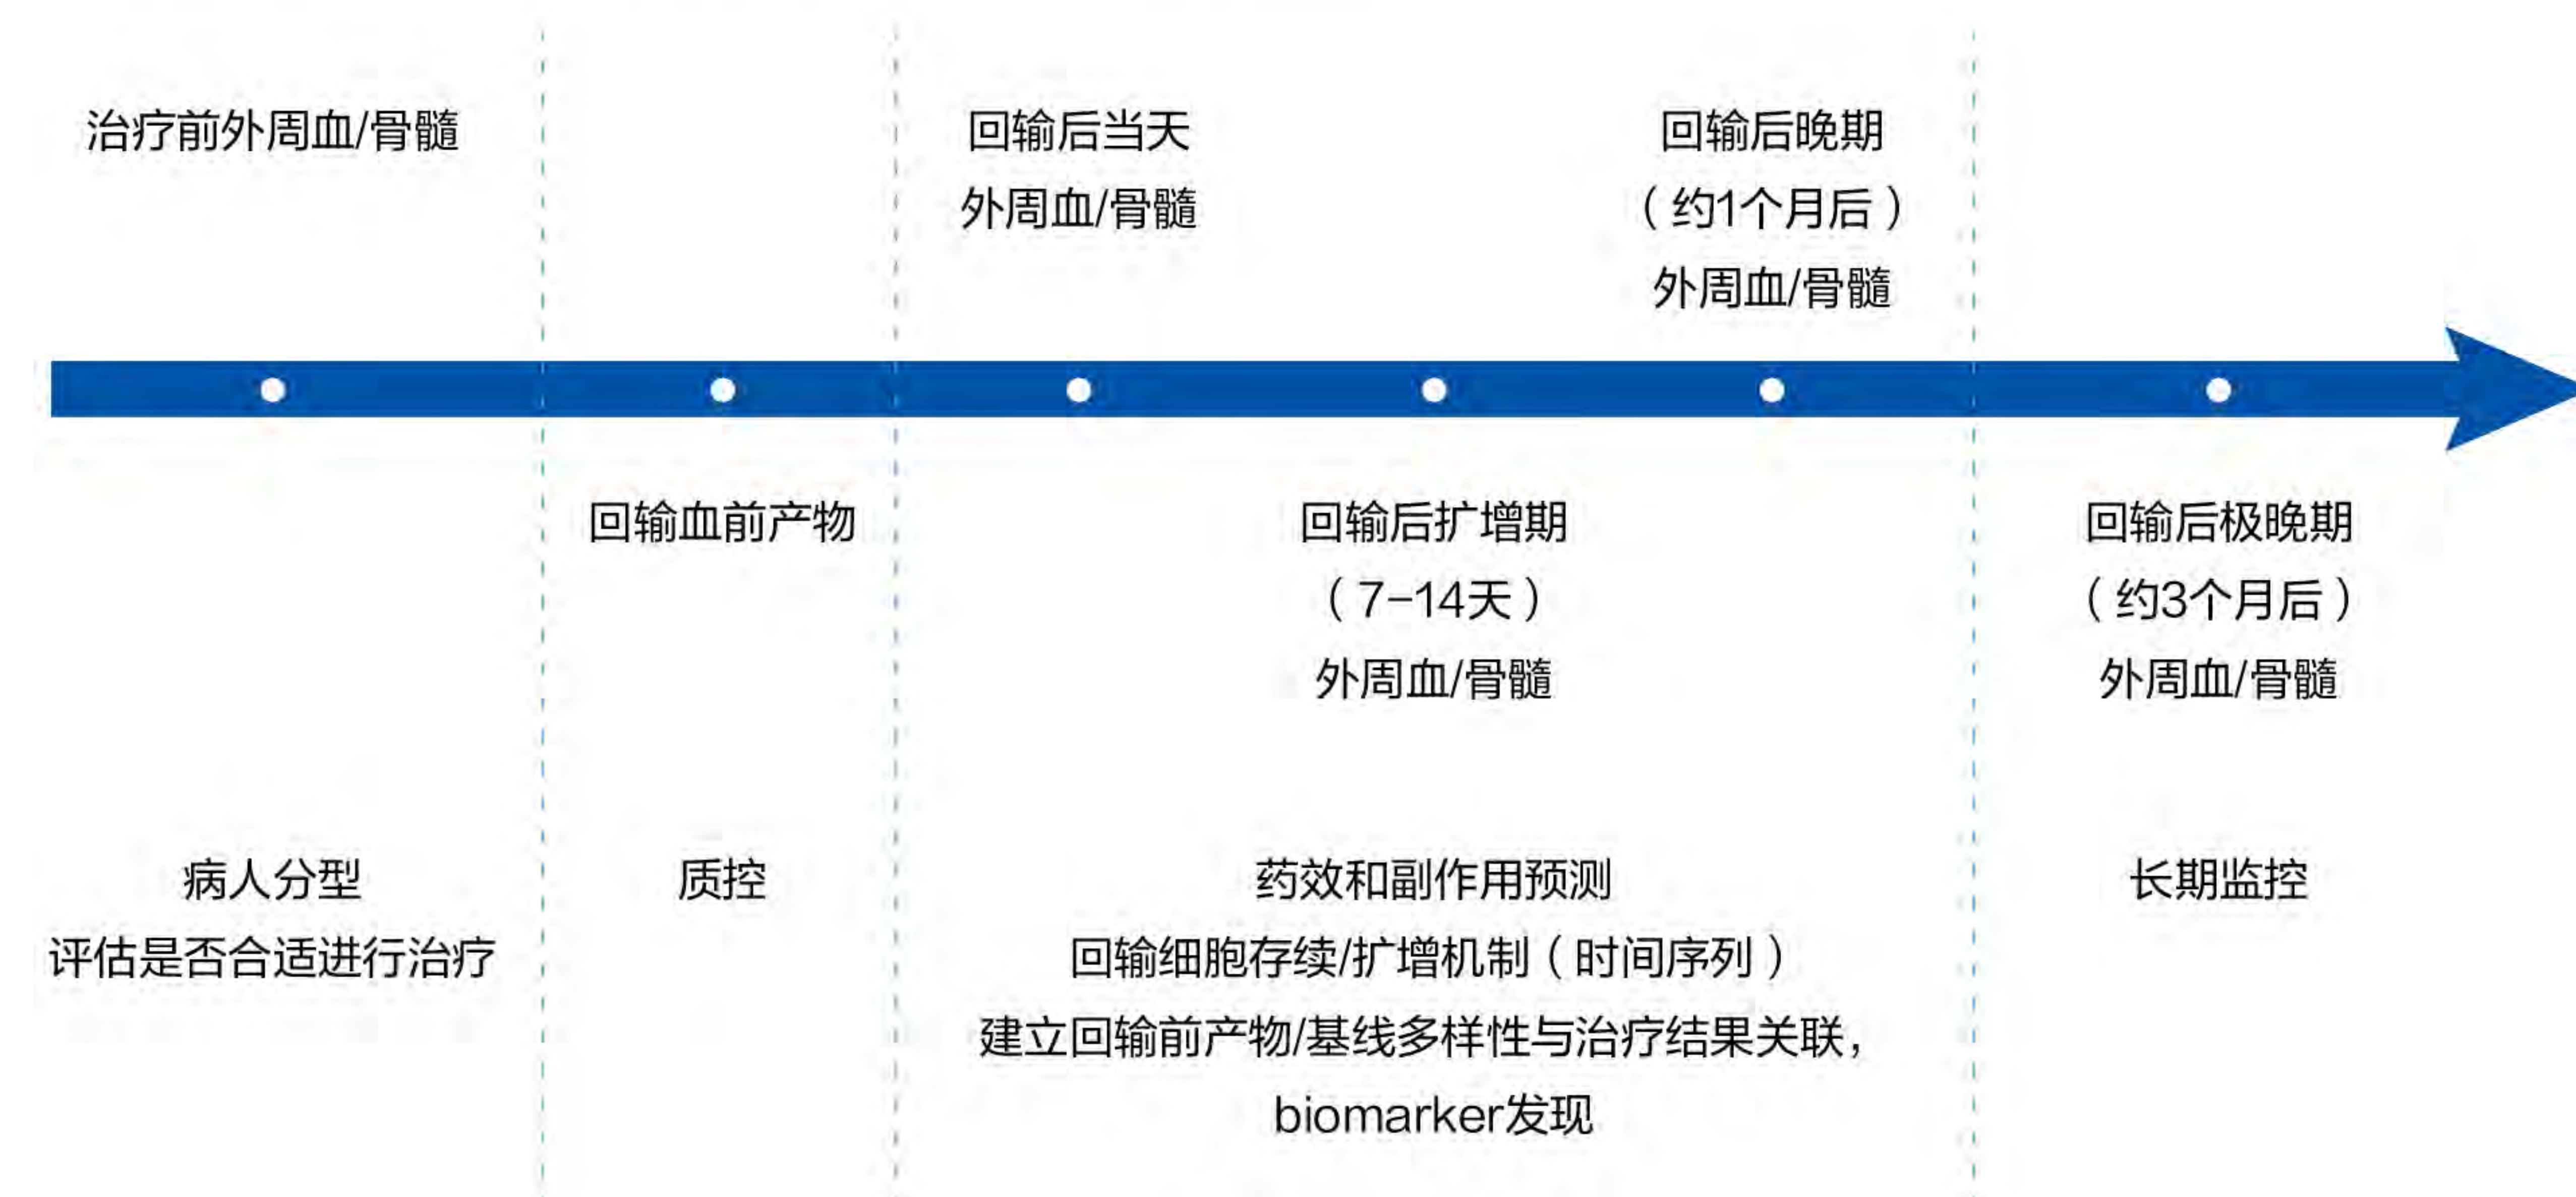 治疗前外周血/骨髓
回输后当天
外周血/骨髓
回输后晚期
（约1个月后）
外周血/骨髓
回输血前产物
回输后扩增期
（7-14天）
外周血/骨髓
回输后极晚期
（约3个月后）
外周血/骨髓
病人分型
评估是否合适进行治疗
质控
药效和副作用预测
回输细胞存续/扩增机制（时间序列）
建立回输前产物/基线多样性与治疗结果关联，
biomarker发现
长期监控